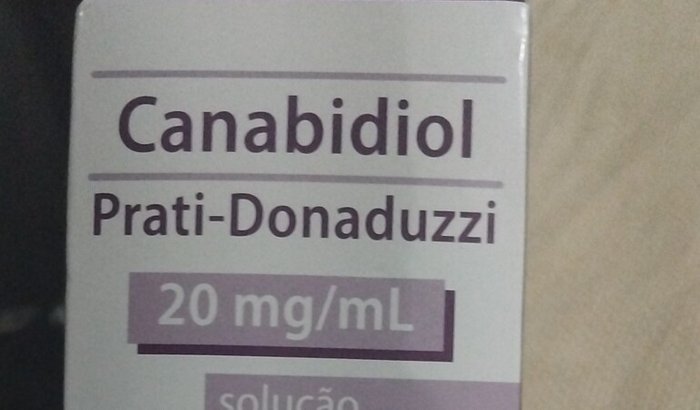 Canabidiol
Prati-Donaduzzi
20 mg/mL
solução